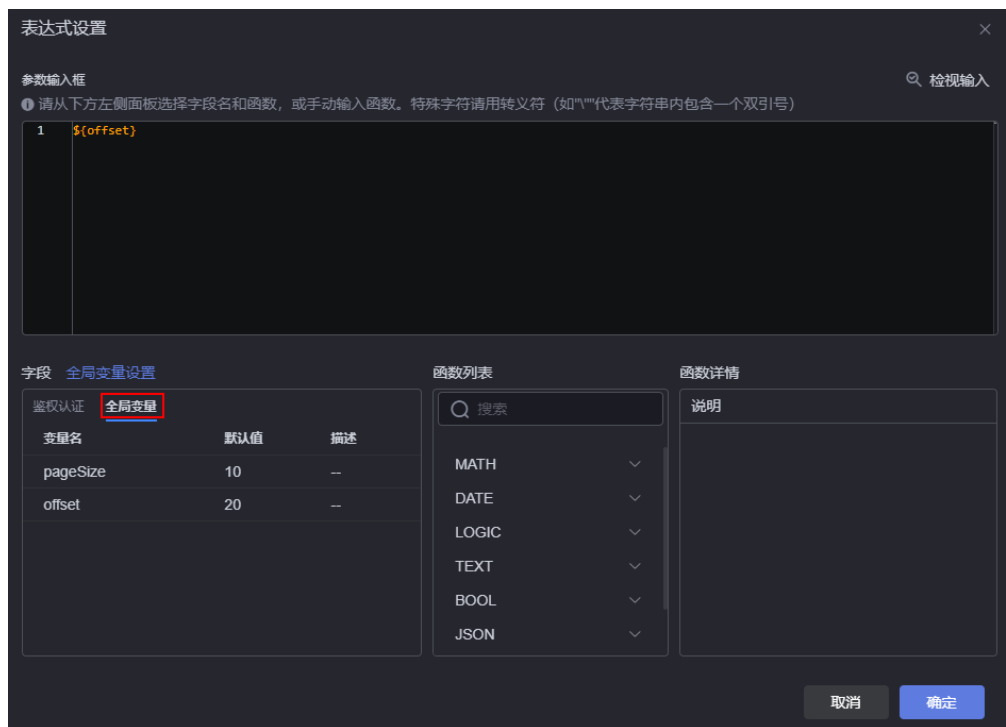 表达式设置
参数输入框 检视输入
请从下方左侧面板选择字段名和函数，或手动输入函数。特殊字符请用转义符（如"\""代表字符串内包含一个双引号）
1 ${offset}
字段 全局变量设置 函数列表 函数详情
鉴权认证 全局变量 搜索 说明
变量名 默认值 描述
pageSize 10 --
offset 20 --
MATH
DATE
LOGIC
TEXT
BOOL
JSON
取消 确定